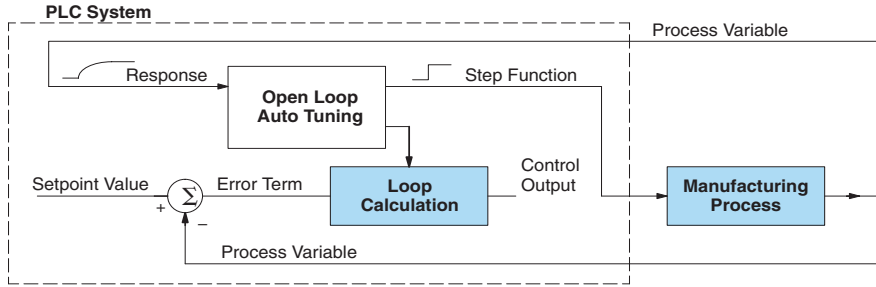 PLC System
Process Variable
Response
Step Function
Open Loop
Auto Tuning
Setpoint Value
+
Σ
−
Error Term
Loop
Calculation
Control
Output
Manufacturing
Process
Process Variable